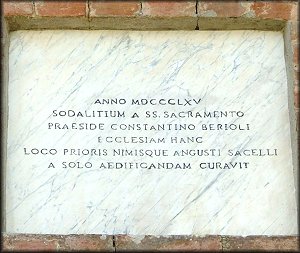 ANNO MDCCCLXV
SODALITIUM A SS. SACRAMENTO
PRAESIDE CONSTANTINO BERIOLI
ECCLESIAM HANC
LOCO PRIORIS NIMISQUE ANGUSTI SACELLI
A SOLO AEDIFICANDAM CURAVIT